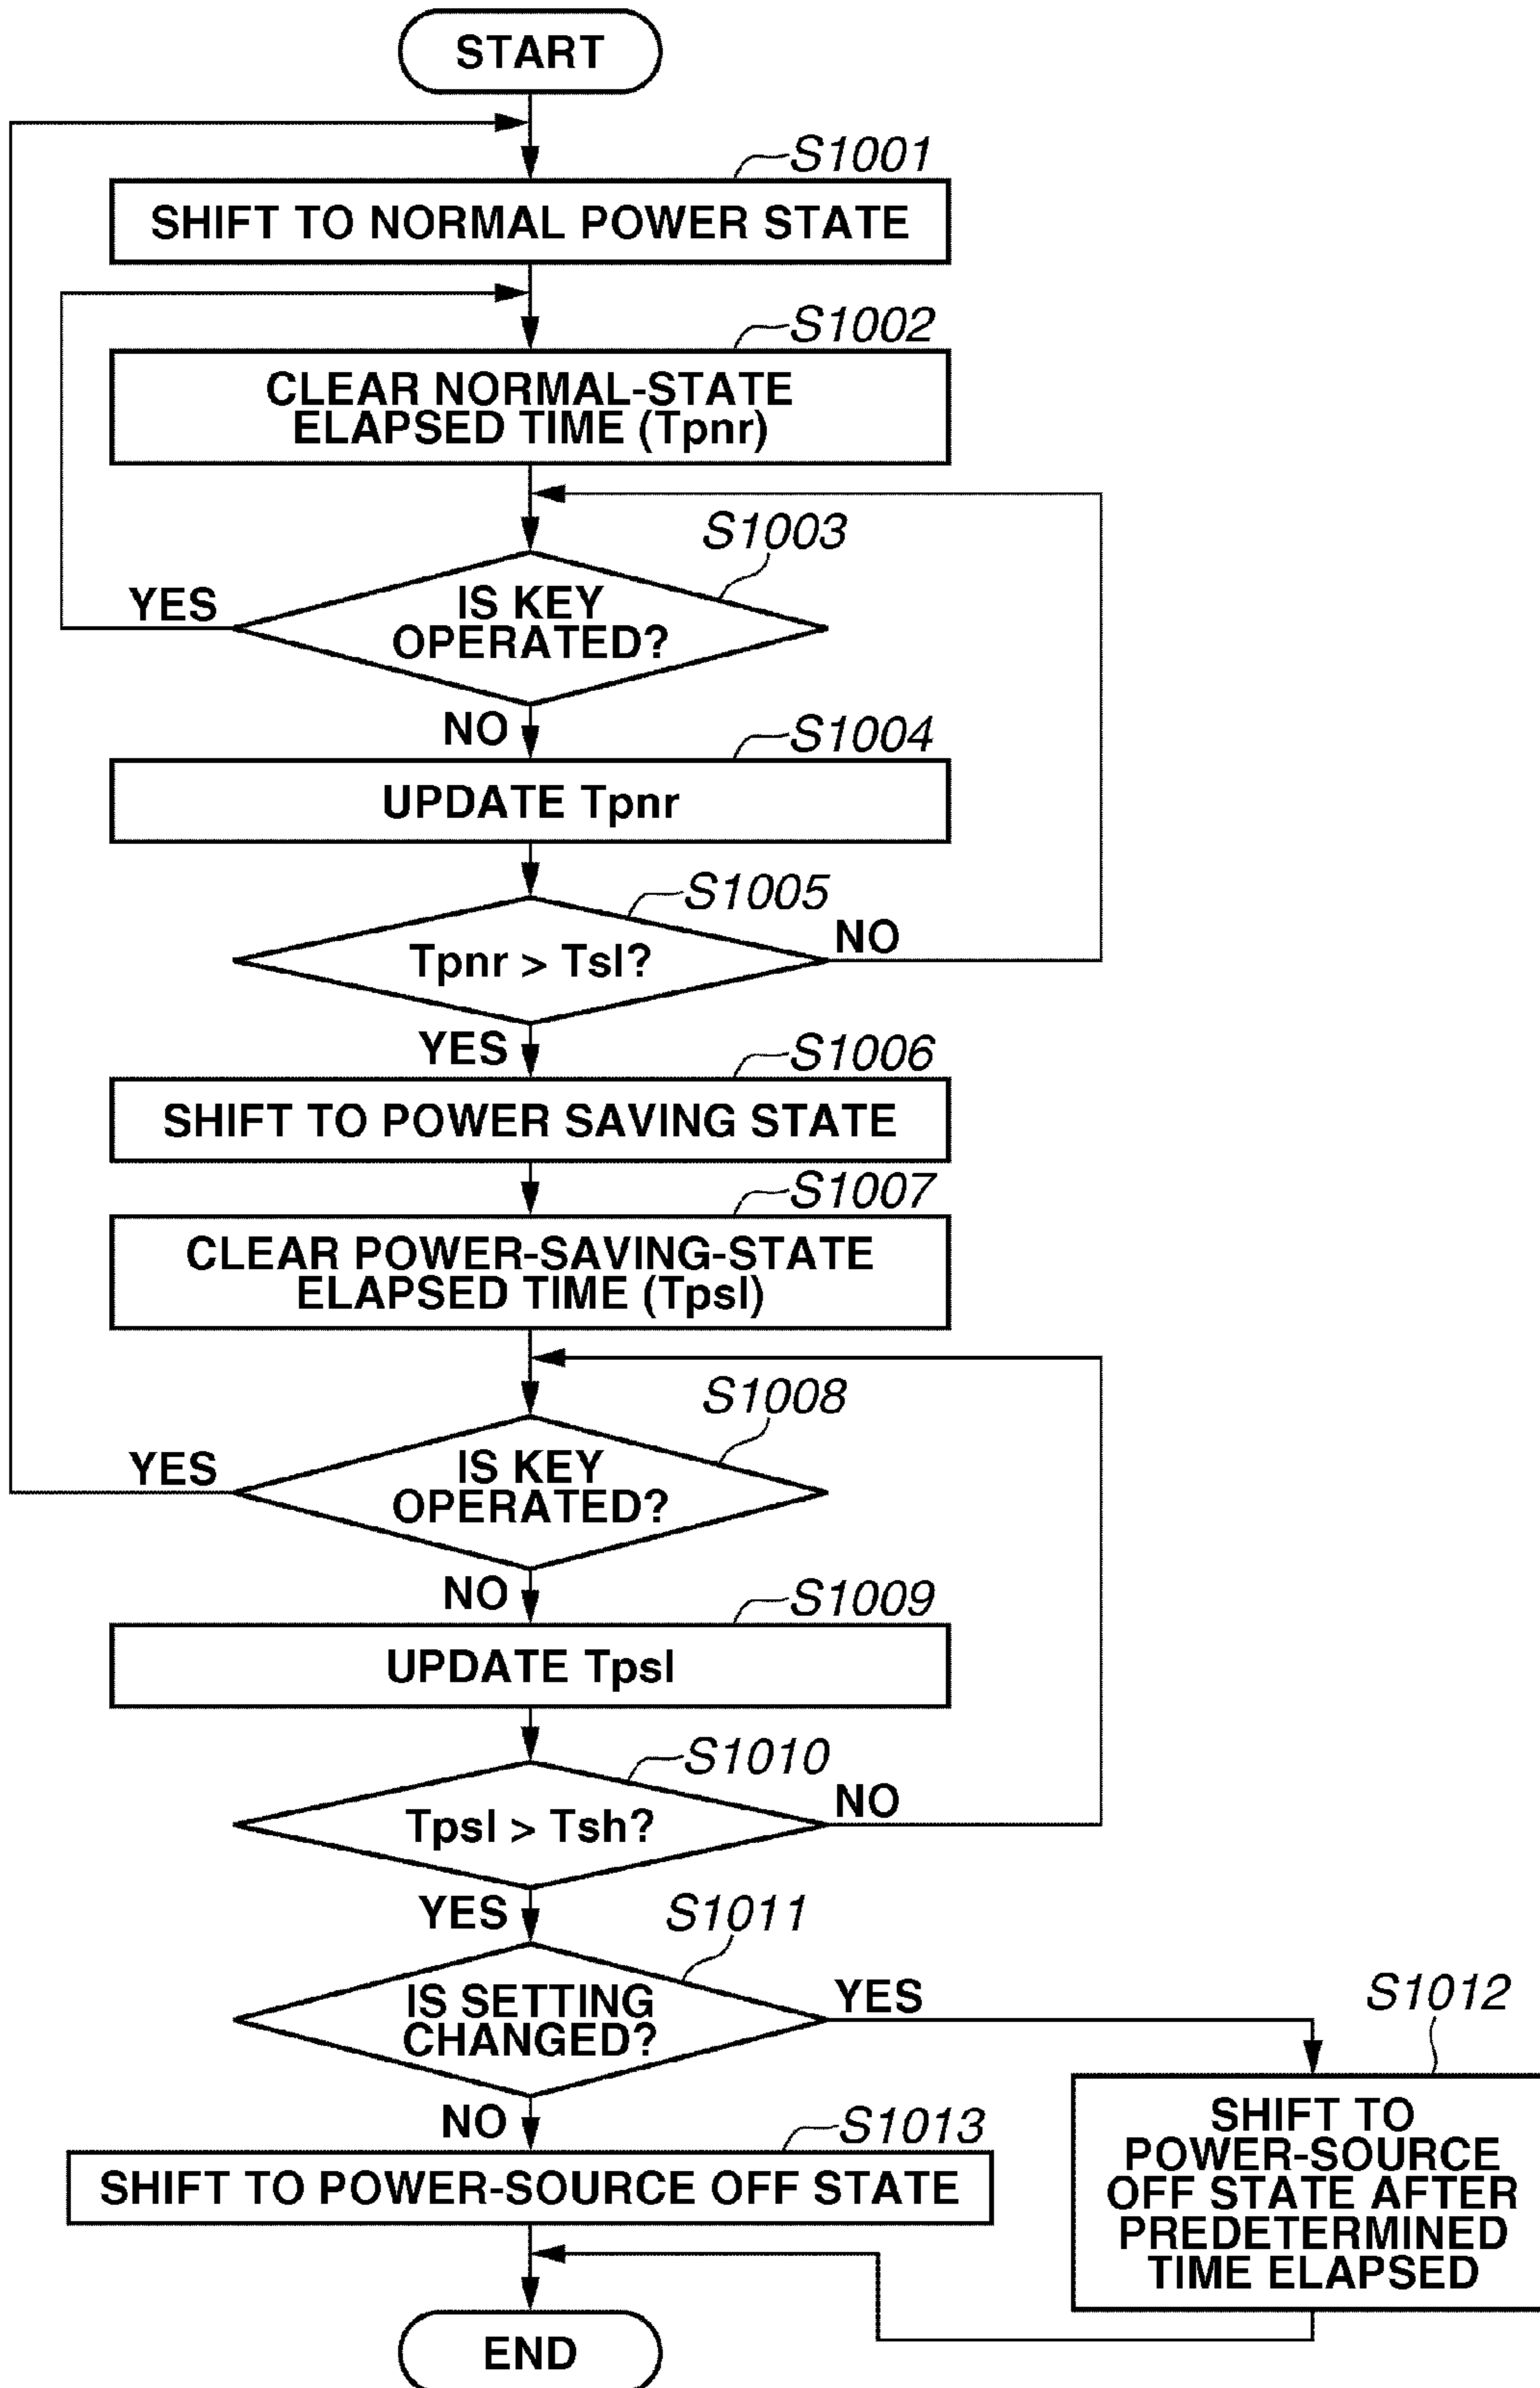 START
S1001
SHIFT TO NORMAL POWER STATE
S1002
CLEAR NORMAL-STATE
ELAPSED TIME (Tpnr)
S1003
IS KEY
OPERATED?
YES
NO
S1004
UPDATE Tpnr
S1005
Tpnr > Tsl?
NO
YES
S1006
SHIFT TO POWER SAVING STATE
S1007
CLEAR POWER-SAVING-STATE
ELAPSED TIME (Tpsl)
S1008
IS KEY
OPERATED?
YES
NO
S1009
UPDATE Tpsl
S1010
Tpsl > Tsh?
NO
YES
S1011
IS SETTING
CHANGED?
YES
S1012
SHIFT TO
POWER-SOURCE
OFF STATE AFTER
PREDETERMINED
TIME ELAPSED
NO
S1013
SHIFT TO POWER-SOURCE OFF STATE
END